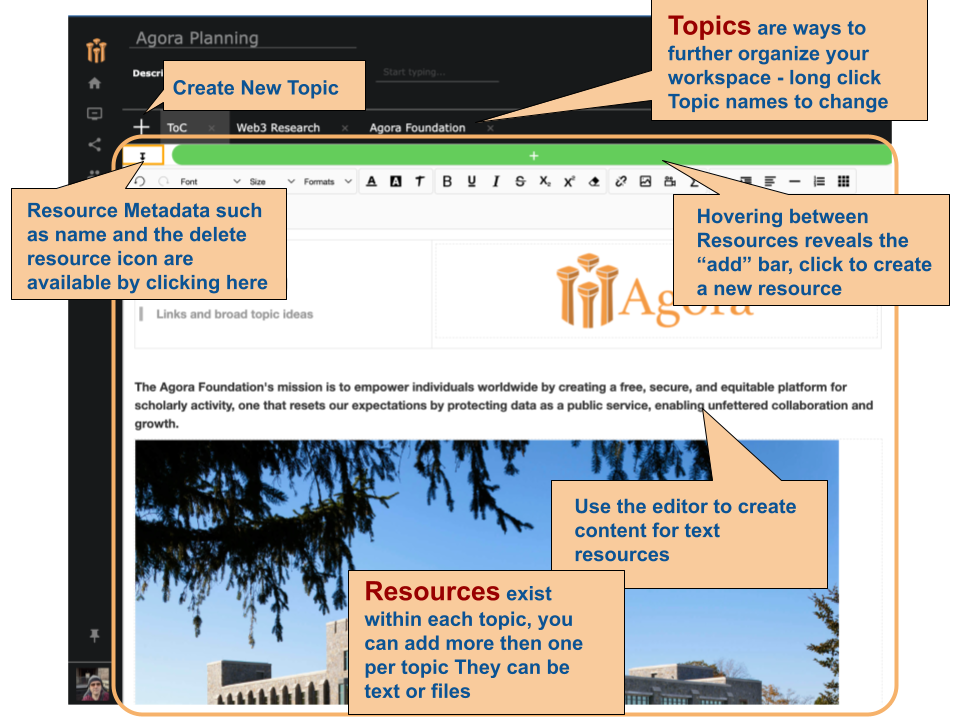 Agora Planning
Topics are ways to
further organize your
workspace - long click
Topic names to change
Descri
Start typing...
Create New Topic
ToC
Web3 Research
Agora Foundation
Font
Size
Formats
Resource Metadata such
as name and the delete
resource icon are
available by clicking here
Hovering between
Resources reveals the
“add” bar, click to create
a new resource
Agora
Links and broad topic ideas
The Agora Foundation's mission is to empower individuals worldwide by creating a free, secure, and equitable platform for
scholarly activity, one that resets our expectations by protecting data as a public service, enabling unfettered collaboration and
growth.
Use the editor to create
content for text
resources
Resources exist
within each topic, you
can add more then one
per topic They can be
text or files